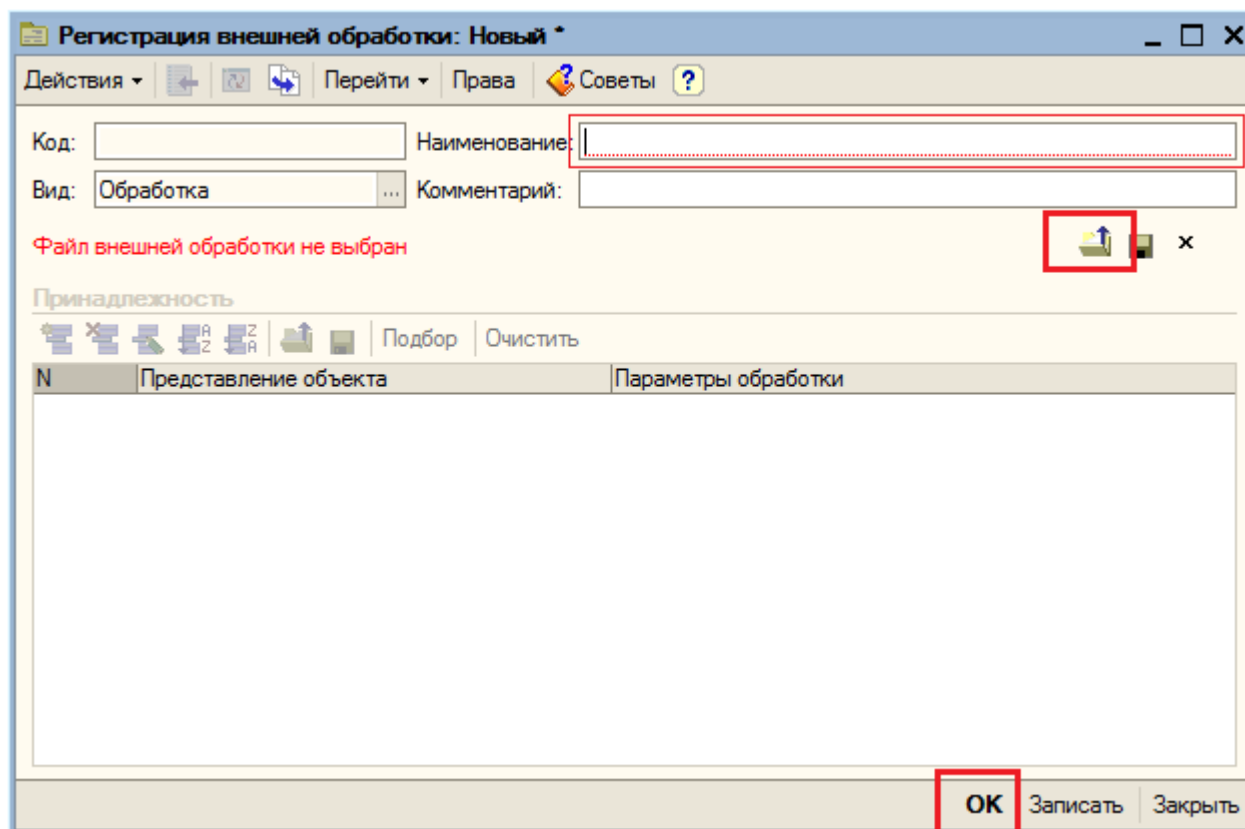 Регистрация внешней обработки: Новый *
Действия Перейти Права Советы ?
Код: Наименование:
Вид: Обработка ... Комментарий:
Файл внешней обработки не выбран
Принадлежность
Подбор Очистить
N Представление объекта Параметры обработки
OK Записать Закрыть